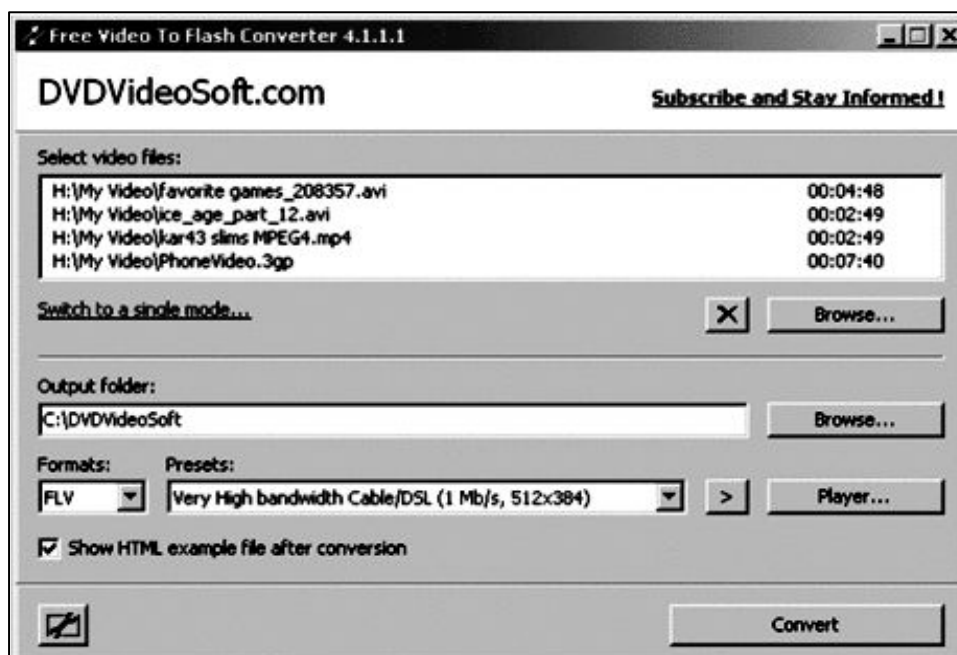 Free Video To Flash Converter 4.1.1.1
DVDVideoSoft.com
Subscribe and Stay Informed!
Select video files:
H:\My Video\favorite games_208357.avi 00:04:48
H:\My Video\ice_age_part_12.avi 00:02:49
H:\My Video\kar43 slims MPEG4.mp4 00:02:49
H:\My Video\PhoneVideo.3gp 00:07:40
Switch to a single mode...
Browse...
Output folder:
C:\DVDVideoSoft Browse...
Formats: Presets:
FLV Very High bandwidth Cable/DSL (1 Mb/s, 512x384) > Player...
Show HTML example file after conversion
Convert